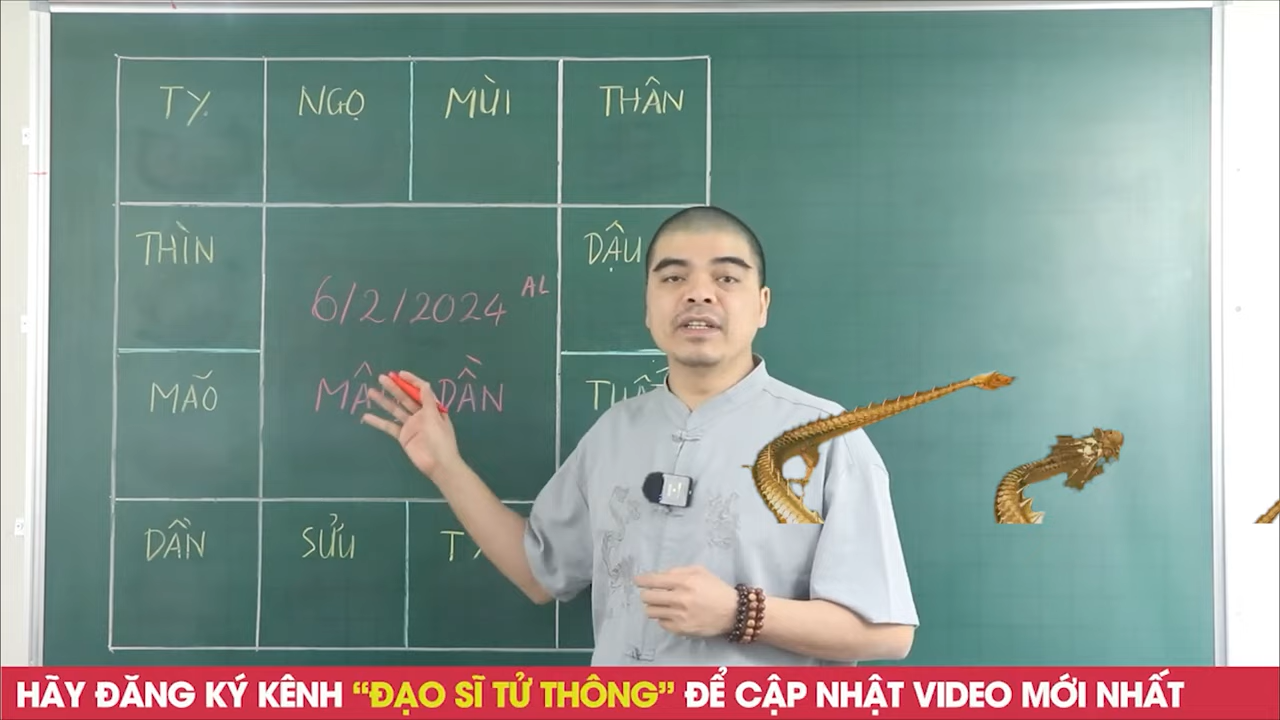 TỴ NGỌ MÙI THÂN
THÌN DẬU
6/2/2024 AL
MÃO DẦN
DẦN SỬU
HÃY ĐĂNG KÝ KÊNH “ĐẠO SĨ TỬ THÔNG” ĐỂ CẬP NHẬT VIDEO MỚI NHẤT